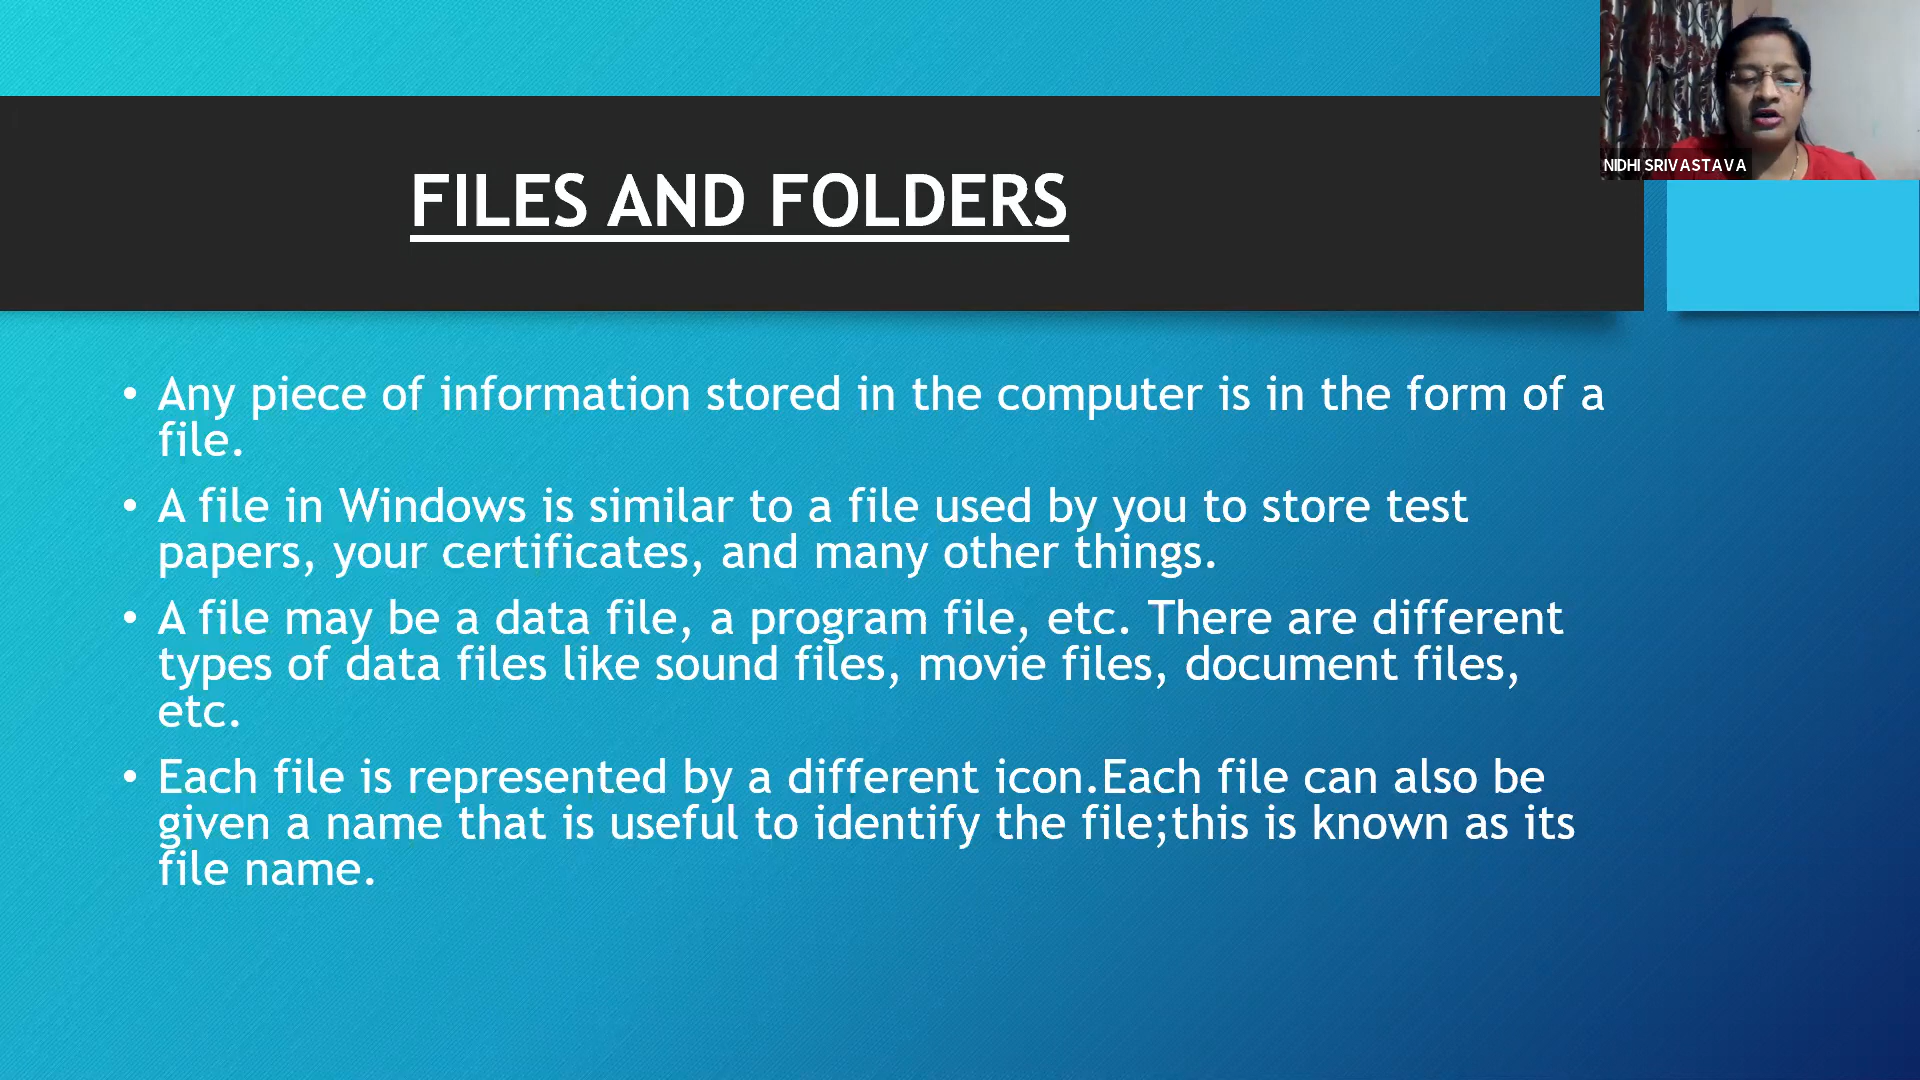 NIDHI SRIVASTAVA
FILES AND FOLDERS
• Any piece of information stored in the computer is in the form of a
file.
• A file in Windows is similar to a file used by you to store test
papers, your certificates, and many other things.
• A file may be a data file, a program file, etc. There are different
types of data files like sound files, movie files, document files,
etc.
• Each file is represented by a different icon.Each file can also be
given a name that is useful to identify the file;this is known as its
file name.